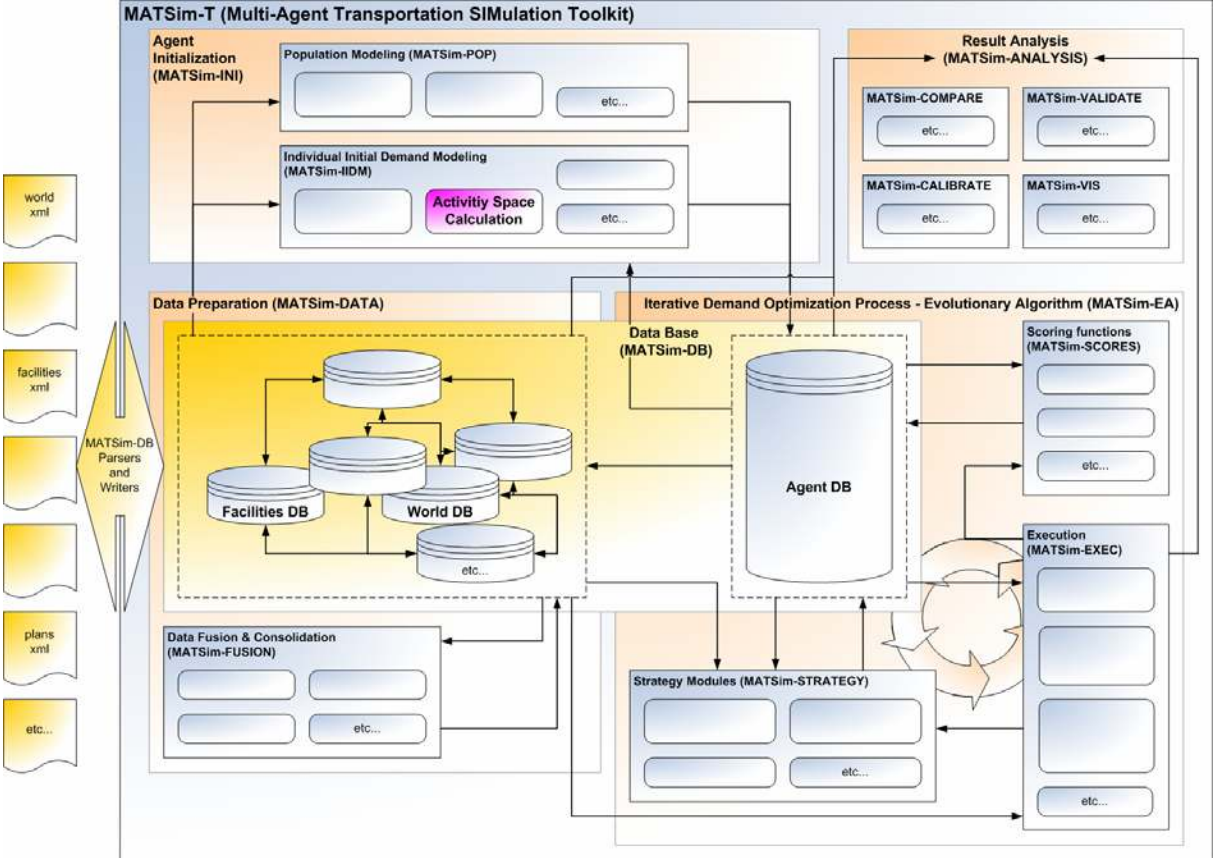 MATSim-T (Multi-Agent Transportation SIMulation Toolkit)
Agent
Initialization
(MATSim-INI)
Population Modeling (MATSim-POP)
etc...
Individual Initial Demand Modeling
(MATSim-IIDM)
Activitiy Space
Calculation
etc...
Result Analysis
(MATSim-ANALYSIS)
MATSim-COMPARE
etc...
MATSim-VALIDATE
etc...
MATSim-CALIBRATE
etc...
MATSim-VIS
etc...
world
xml
facilities
xml
plans
xml
etc...
MATSim-DB
Parsers
and
Writers
Data Preparation (MATSim-DATA)
Data Base
(MATSim-DB)
Facilities DB
World DB
etc...
Agent DB
Data Fusion & Consolidation
(MATSim-FUSION)
etc...
Iterative Demand Optimization Process - Evolutionary Algorithm (MATSim-EA)
Scoring functions
(MATSim-SCORES)
etc...
Execution
(MATSim-EXEC)
etc...
Strategy Modules (MATSim-STRATEGY)
etc...